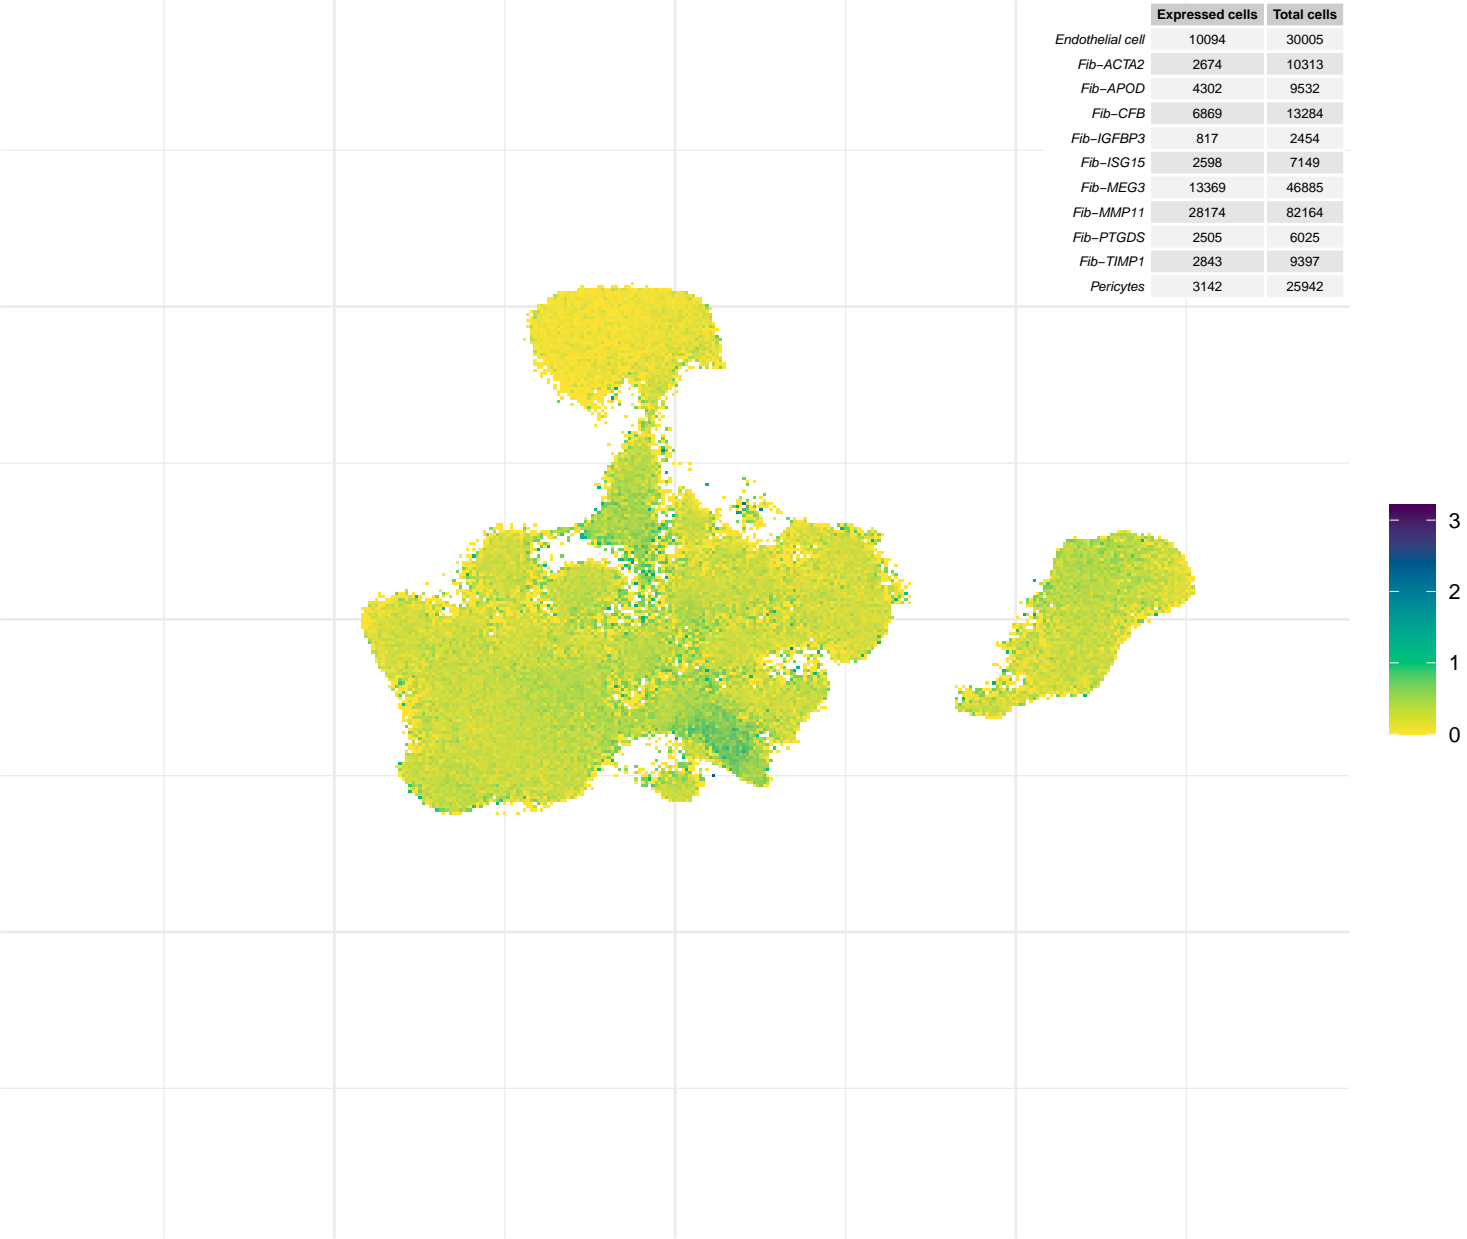 Expressed cells Total cells
Endothelial cell 10094 30005
Fib−ACTA2 2674 10313
Fib−APOD 4302 9532
Fib−CFB 6869 13284
Fib−IGFBP3 817 2454
Fib−ISG15 2598 7149
Fib−MEG3 13369 46885
Fib−MMP11 28174 82164
Fib−PTGDS 2505 6025
Fib−TIMP1 2843 9397
Pericytes 3142 25942
3
2
1
0